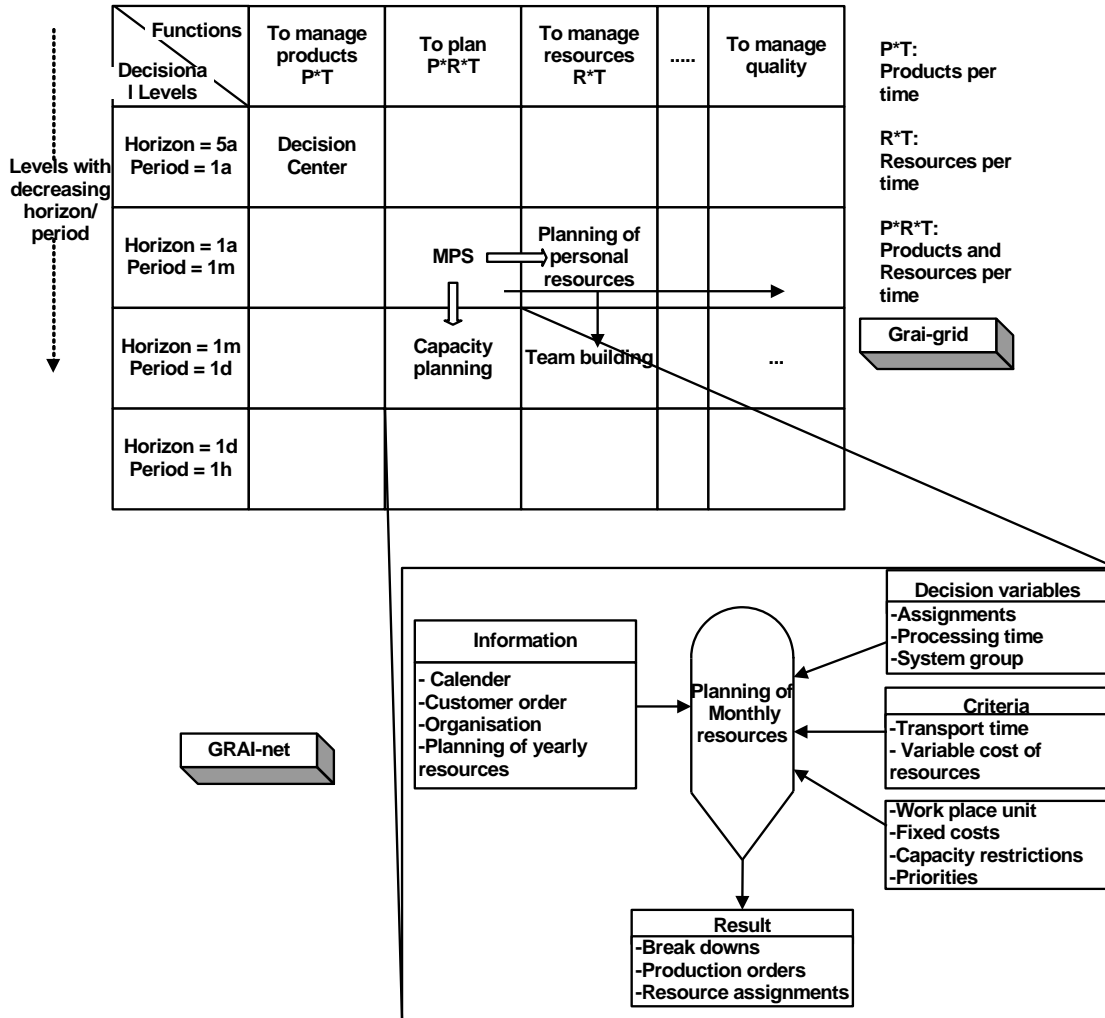 Functions
Decisiona
l Levels
To manage
products
P*T
To plan
P*R*T
To manage
resources
R*T
.....
To manage
quality
P*T:
Products per
time
R*T:
Resources per
time
P*R*T:
Products and
Resources per
time
Levels with
decreasing
horizon/
period
Horizon = 5a
Period = 1a
Decision
Center
Horizon = 1a
Period = 1m
MPS
Planning of
personal
resources
Horizon = 1m
Period = 1d
Capacity
planning
Team building
...
Grai-grid
Horizon = 1d
Period = 1h
GRAI-net
Information
- Calender
-Customer order
-Organisation
-Planning of yearly
resources
Planning of
Monthly
resources
Decision variables
-Assignments
-Processing time
-System group
Criteria
-Transport time
- Variable cost of
resources
-Work place unit
-Fixed costs
-Capacity restrictions
-Priorities
Result
-Break downs
-Production orders
-Resource assignments